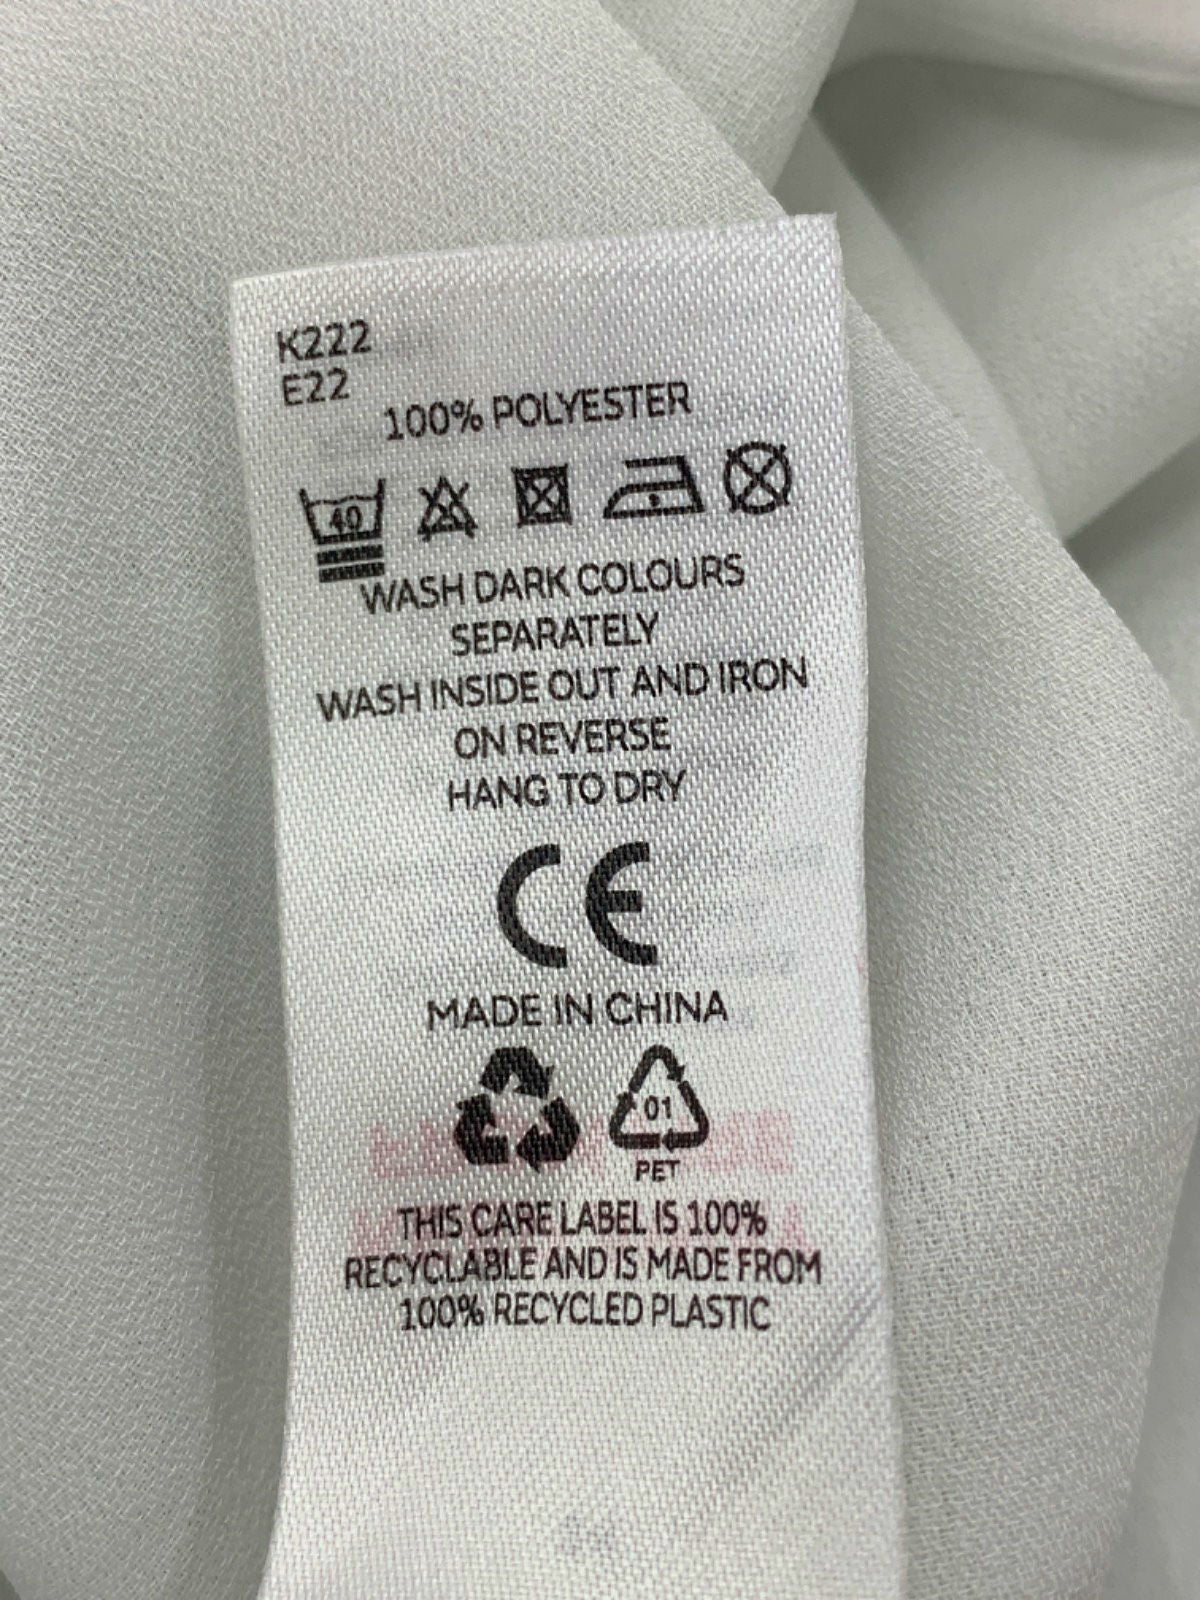 K222
E22
100% POLYESTER
40
WASH DARK COLOURS
SEPARATELY
WASH INSIDE OUT AND IRON
ON REVERSE
HANG TO DRY
CE
MADE IN CHINA
01
PET
THIS CARE LABEL IS 100%
RECYCLABLE AND IS MADE FROM
100% RECYCLED PLASTIC